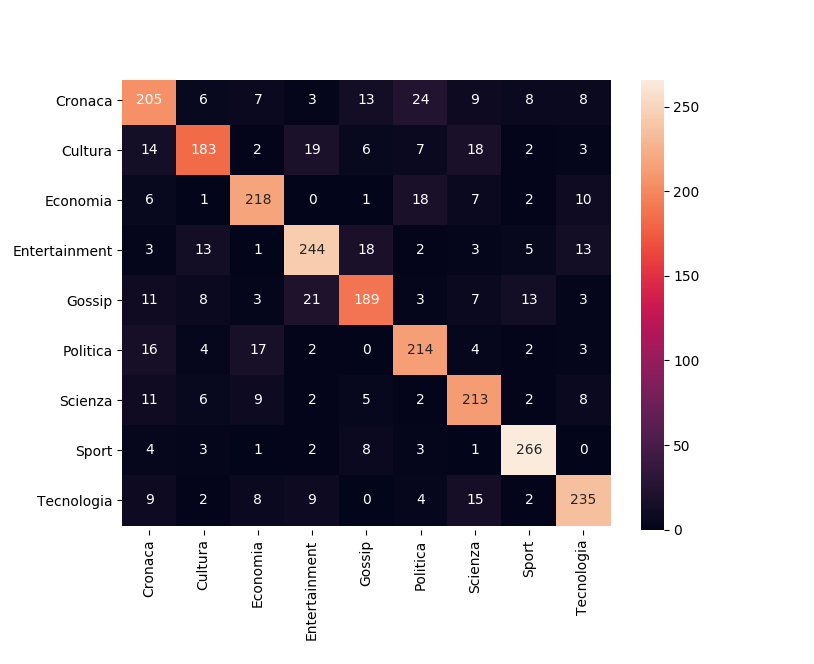 Cronaca 205 6 7 3 13 24 9 8 8
Cultura 14 183 2 19 6 7 18 2 3
Economia 6 1 218 0 1 18 7 2 10
Entertainment 3 13 1 244 18 2 3 5 13
Gossip 11 8 3 21 189 3 7 13 3
Politica 16 4 17 2 0 214 4 2 3
Scienza 11 6 9 2 5 2 213 2 8
Sport 4 3 1 2 8 3 1 266 0
Tecnologia 9 2 8 9 0 4 15 2 235
Cronaca Cultura Economia Entertainment Gossip Politica Scienza Sport Tecnologia
250
200
150
100
50
0